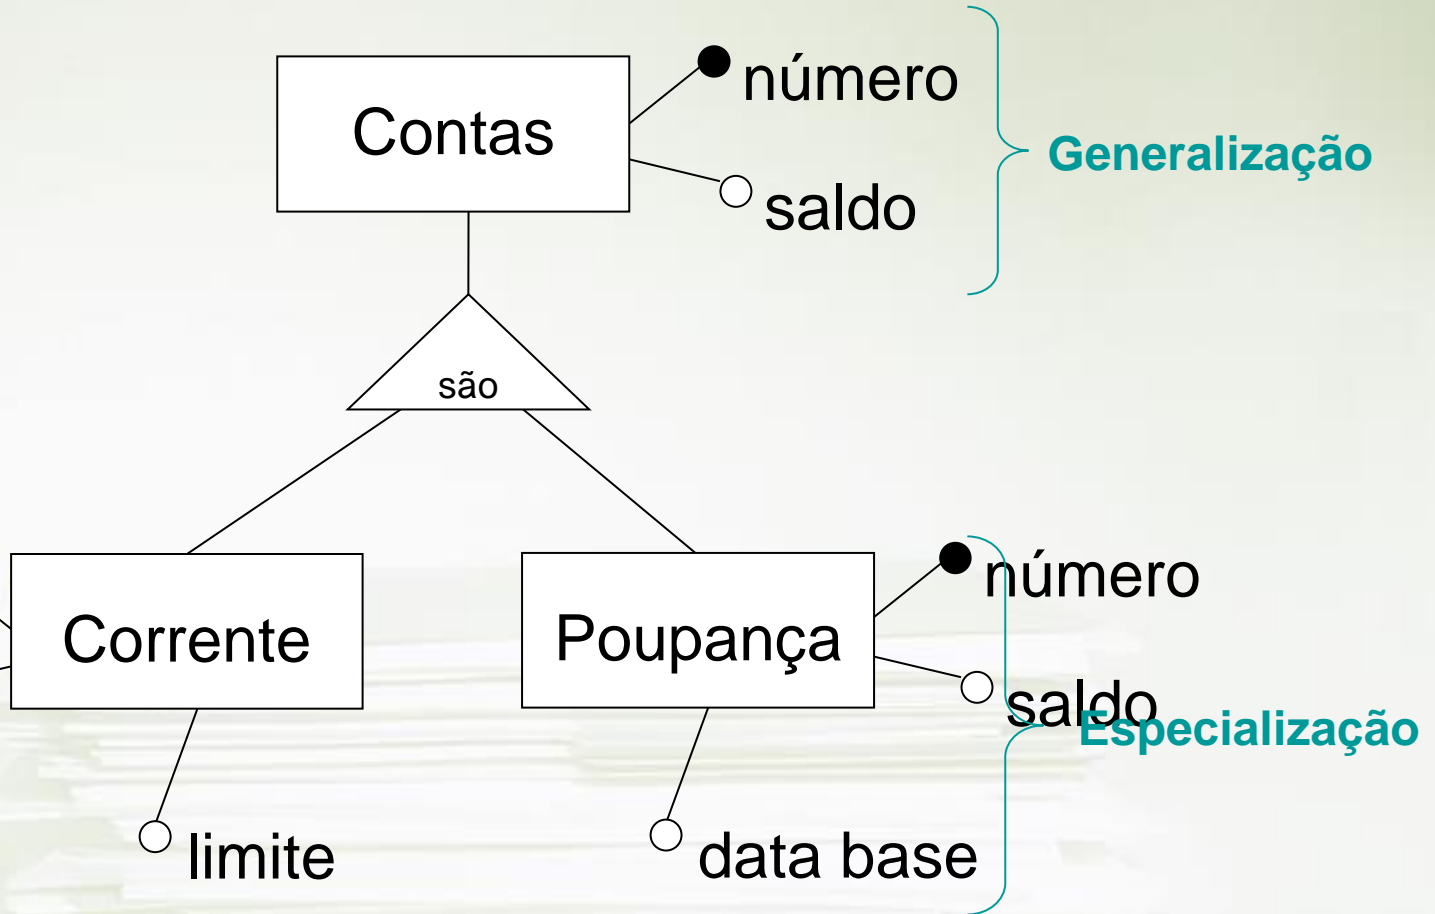 número
Contas
Generalização
saldo
são
número
Corrente
Poupança
saldo
Especialização
limite
data base